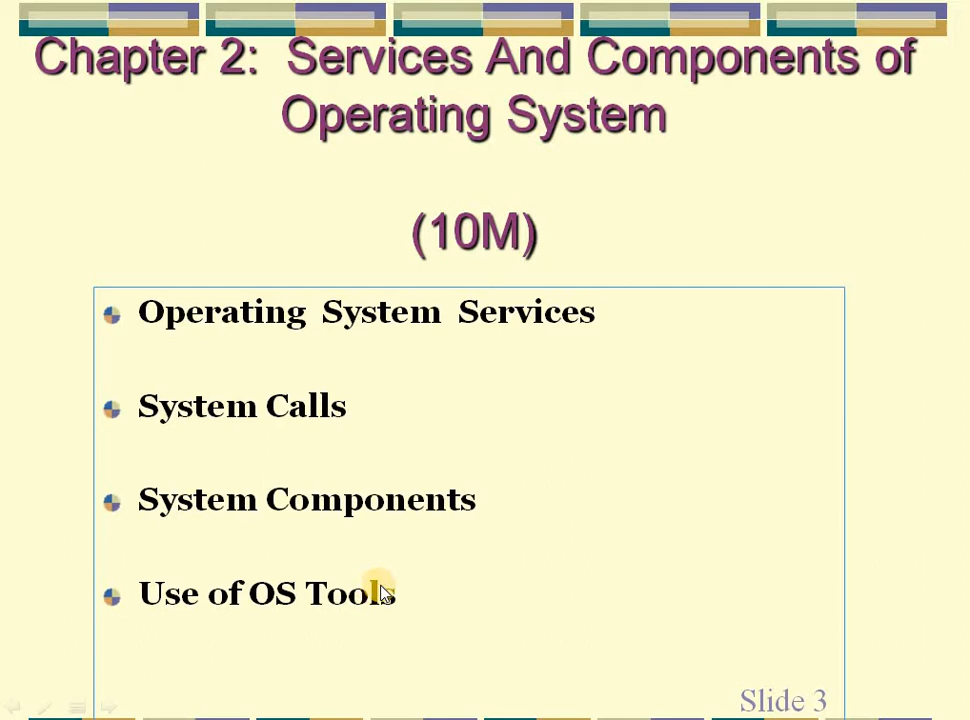 Chapter 2: Services And Components of
Operating System
(10M)
Operating System Services
System Calls
System Components
Use of OS Tools
Slide 3